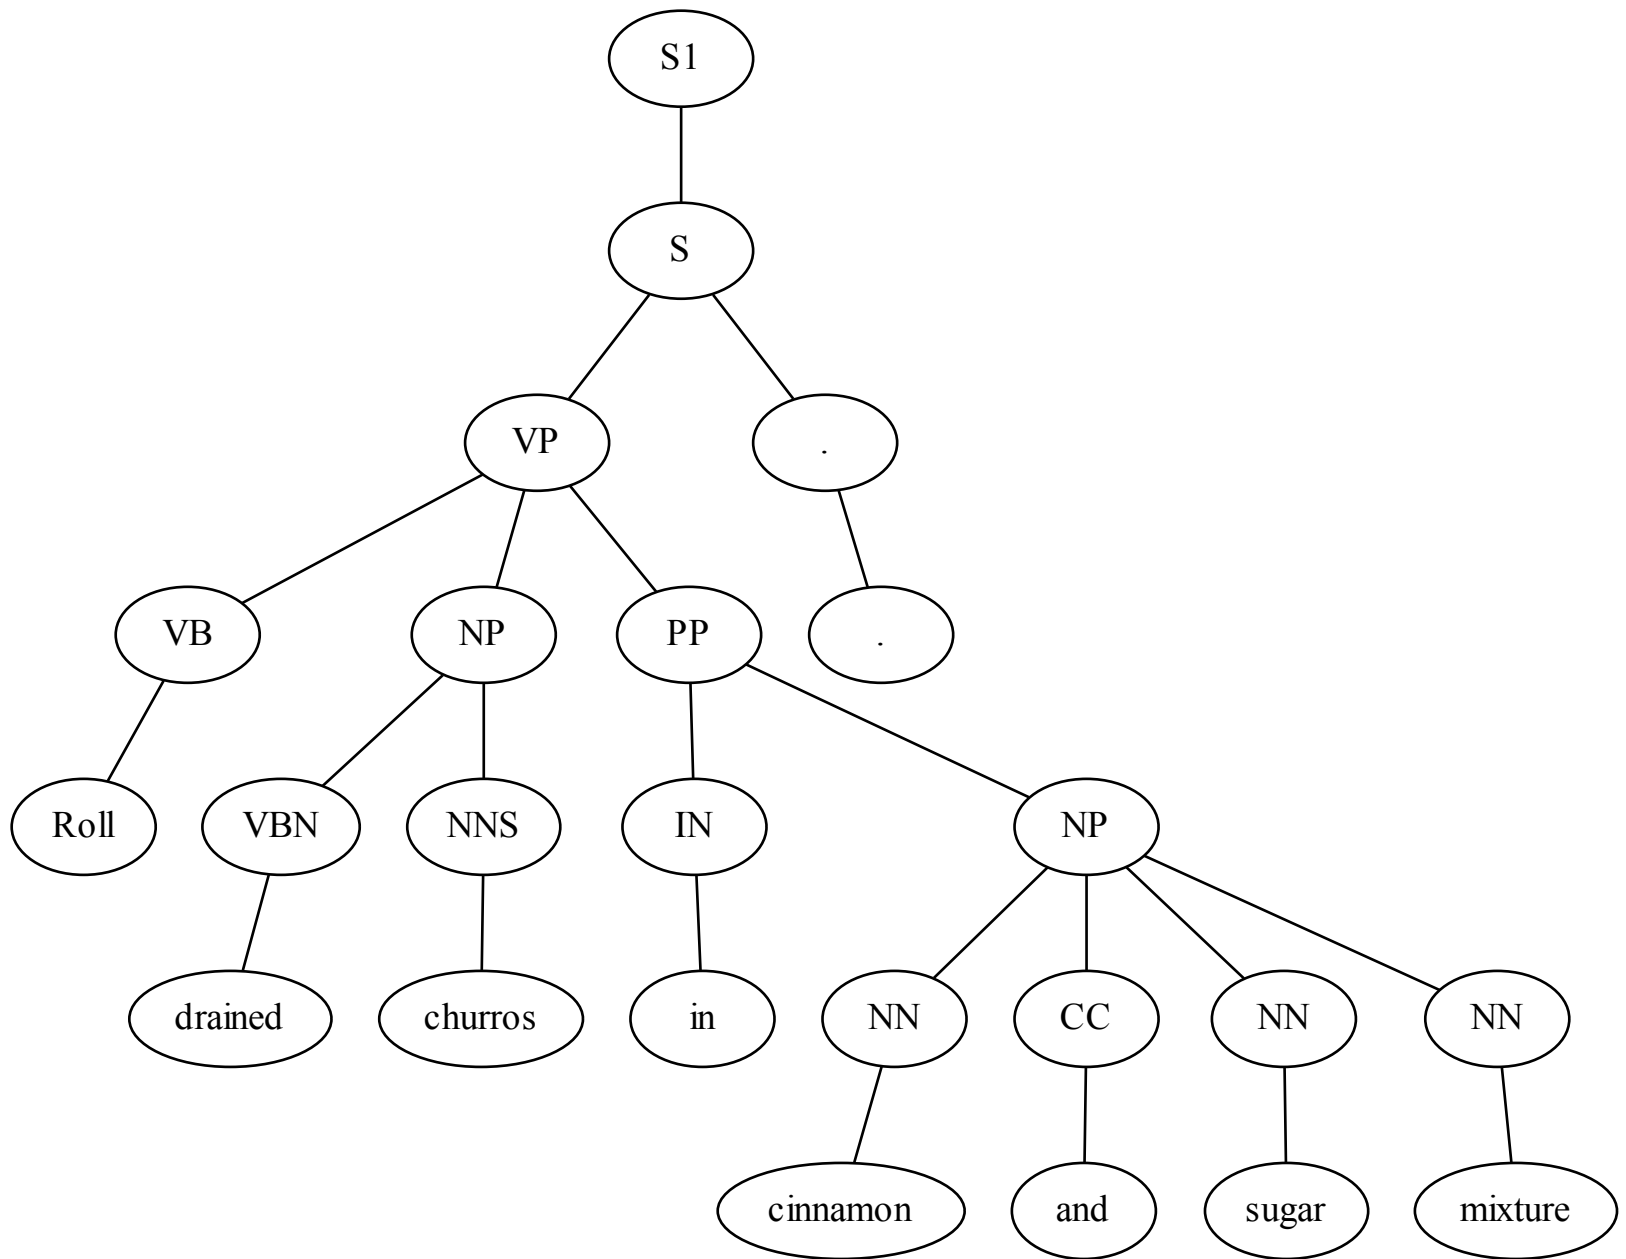 S1
S
VP .
VB NP PP .
Roll VBN NNS IN NP
drained churros in NN CC NN NN
cinnamon and sugar mixture